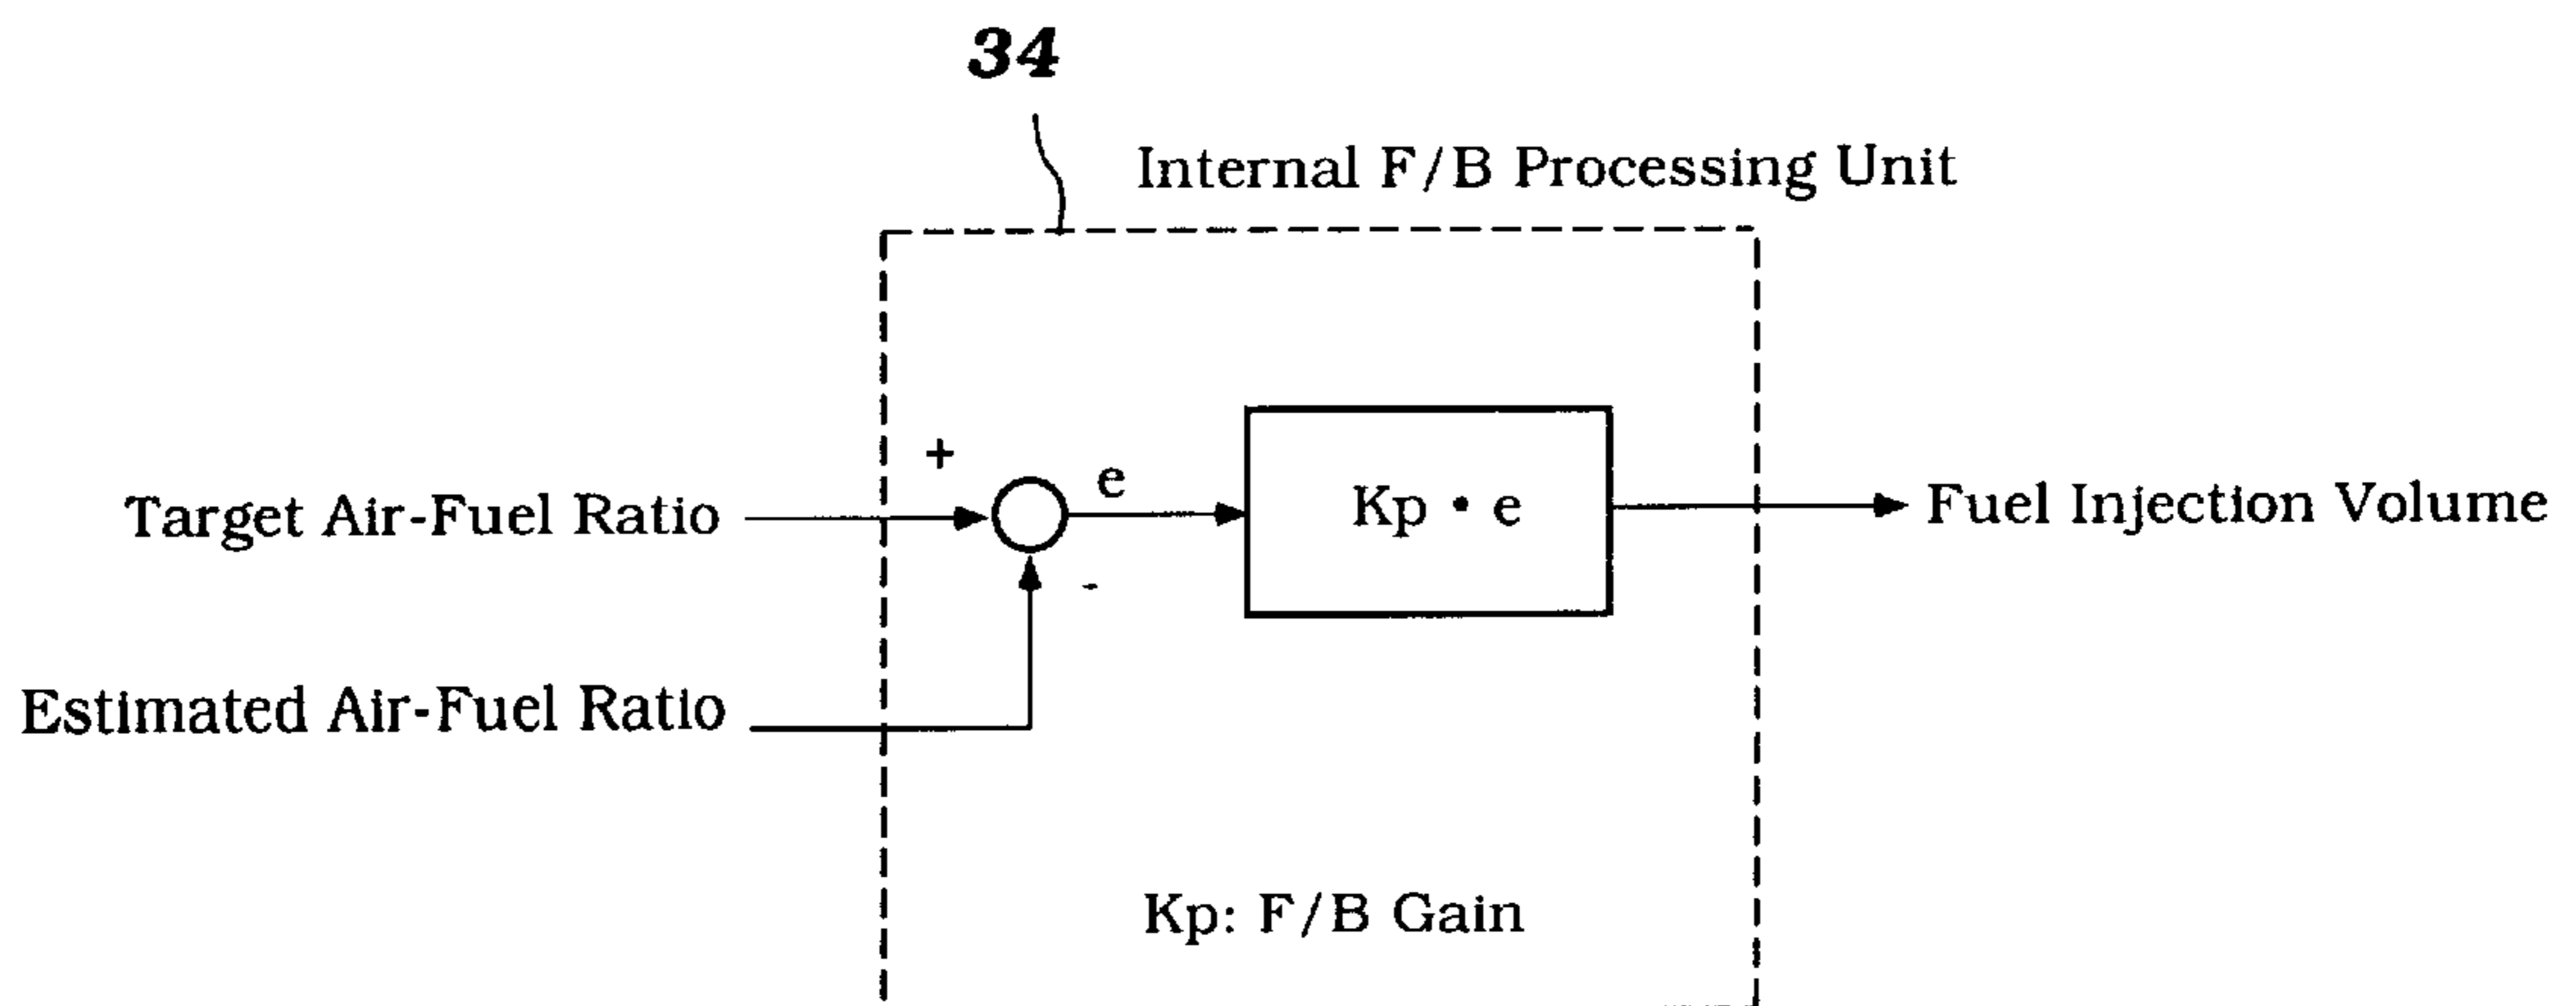 34
Internal F/B Processing Unit
+
e
Kp • e
Target Air-Fuel Ratio
Fuel Injection Volume
-
Estimated Air-Fuel Ratio
Kp: F/B Gain